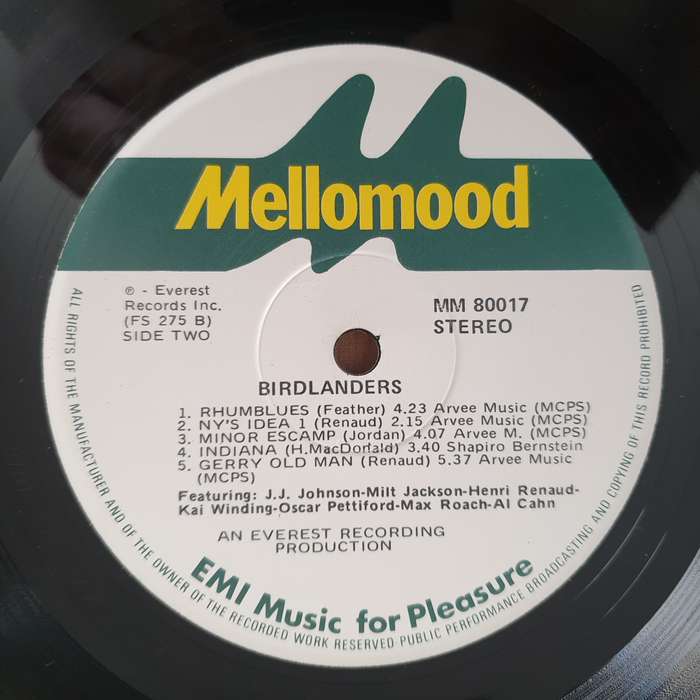 Mellomood
℗ - Everest
Records Inc.
(FS 275 B)
SIDE TWO
MM 80017
STEREO
BIRDLANDERS
1. RHUMBLUES (Feather) 4.23 Arvee Music (MCPS)
2. NY'S IDEA 1 (Renaud) 2.15 Arvee Music (MCPS)
3. MINOR ESCAMP (Jordan) 4.07 Arvee M. (MCPS)
4. INDIANA (H.MacDonald) 3.40 Shapiro Bernstein
5. GERRY OLD MAN (Renaud) 5.37 Arvee Music
(MCPS)
Featuring: J.J. Johnson-Milt Jackson-Henri Renaud-
Kai Winding-Oscar Pettiford-Max Roach-Al Cahn
AN EVEREST RECORDING
PRODUCTION
EMI Music for Pleasure
ALL RIGHTS OF THE MANUFACTURER AND OF THE OWNER OF THE RECORDED WORK RESERVED PUBLIC PERFORMANCE BROADCASTING AND COPYING OF THIS RECORD PROHIBITED